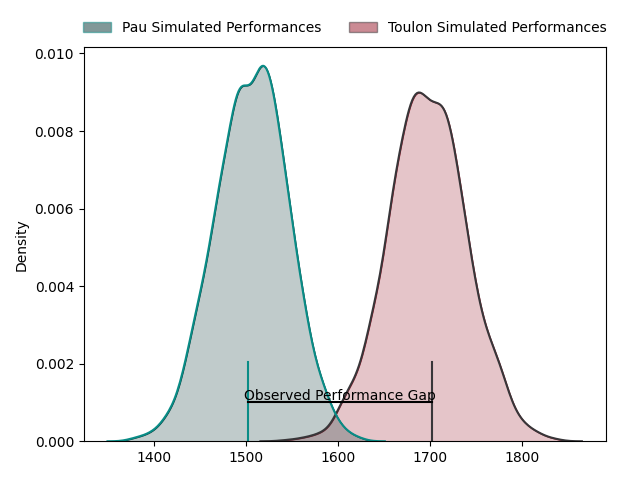 Pau Simulated Performances Toulon Simulated Performances
0.010
0.008
0.006
0.004
0.002
0.000
Density
Observed Performance Gap
1400 1500 1600 1700 1800